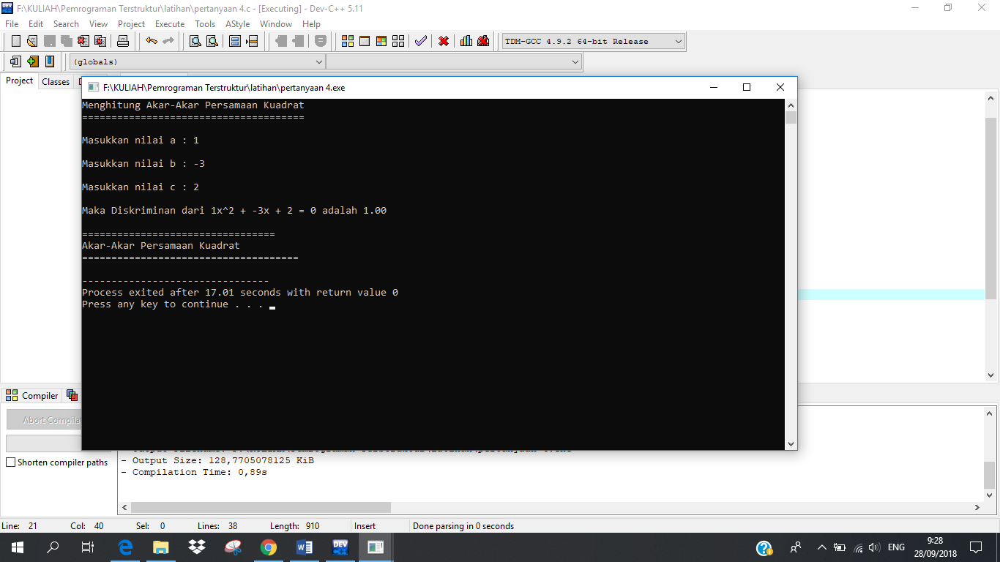 F:\KULIAH\Pemrograman Terstruktur\latihan\pertanyaan 4.c - [Executing] - Dev-C++ 5.11
File Edit Search View Project Execute Tools AStyle Window Help
TDM-GCC 4.9.2 64-bit Release
(globals)
Project Classes
F:\KULIAH\Pemrograman Terstruktur\latihan\pertanyaan 4.exe
Menghitung Akar-Akar Persamaan Kuadrat
======================================
Masukkan nilai a : 1
Masukkan nilai b : -3
Masukkan nilai c : 2
Maka Diskriminan dari 1x^2 + -3x + 2 = 0 adalah 1.00
=================================
Akar-Akar Persamaan Kuadrat
=====================================
--------------------------------
Process exited after 17.01 seconds with return value 0
Press any key to continue . . .
Compiler
Abort
Shorten compiler paths
- Output Size: 128,7705078125 KiB
- Compilation Time: 0,89s
Line: 21 Col: 40 Sel: 0 Lines: 38 Length: 910 Insert Done parsing in 0 seconds
DEV
ENG
9:28
28/09/2018